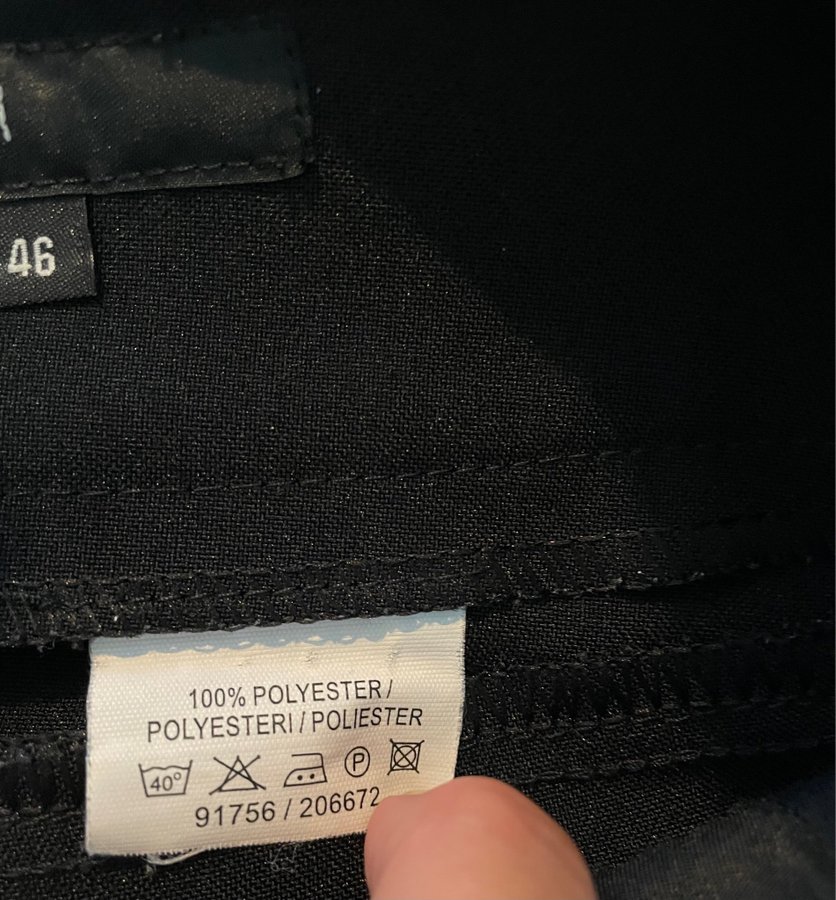 46
100% POLYESTER /
POLYESTERI / POLIESTER
40°
P
91756 / 206672